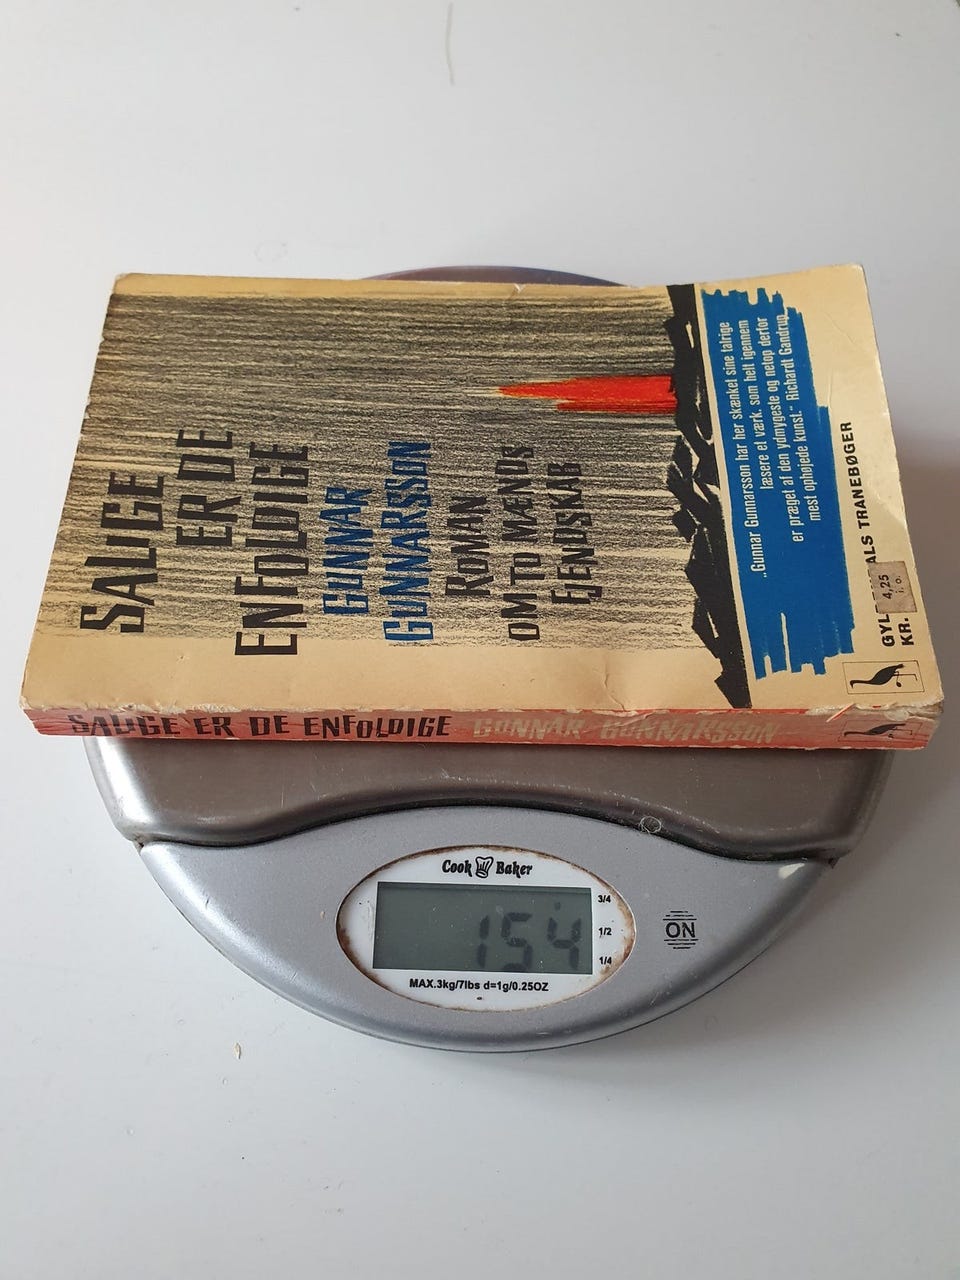 SALIGE
ER DE
ENFOLDIGE
GUNNAR
GUNNARSSON
ROMAN
OM TO MÆNDS
FJENDSKAB
„Gunnar Gunnarsson har her skænket sine talrige
læsere et værk, som helt igennem
er præget af den ydmygeste og netop derfor
mest ophøjede kunst.“ Richardt Gandrup
GYL ALS TRANEBØGER
KR.
4,25
i. o.
SALIGE ER DE ENFOLDIGE GUNNAR GUNNARSSON
Cook Baker
154
3/4
1/2
1/4
MAX.3kg/7lbs d=1g/0.25OZ
ON